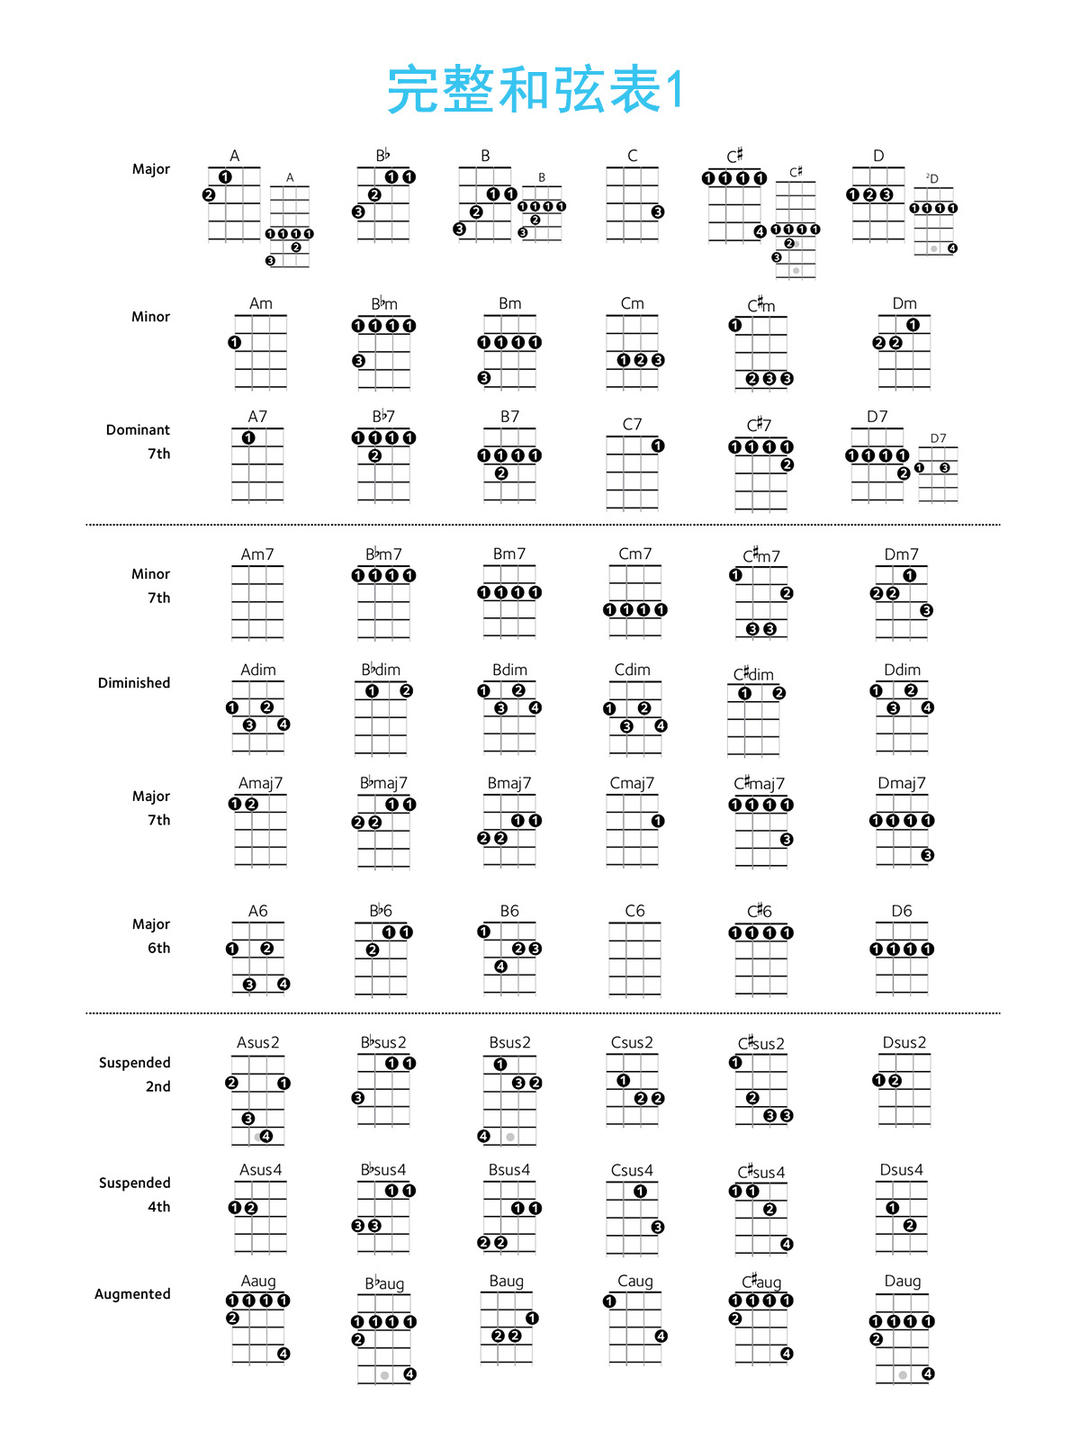 完整和弦表1
Major A A B♭ B B C C♯ C♯ D ²D
Minor Am B♭m Bm Cm C♯m Dm
Dominant
7th
A7 B♭7 B7 C7 C♯7 D7 D7
Minor
7th
Am7 B♭m7 Bm7 Cm7 C♯m7 Dm7
Diminished Adim B♭dim Bdim Cdim C♯dim Ddim
Major
7th
Amaj7 B♭maj7 Bmaj7 Cmaj7 C♯maj7 Dmaj7
Major
6th
A6 B♭6 B6 C6 C♯6 D6
Suspended
2nd
Asus2 B♭sus2 Bsus2 Csus2 C♯sus2 Dsus2
Suspended
4th
Asus4 B♭sus4 Bsus4 Csus4 C♯sus4 Dsus4
Augmented Aaug B♭aug Baug Caug C♯aug Daug